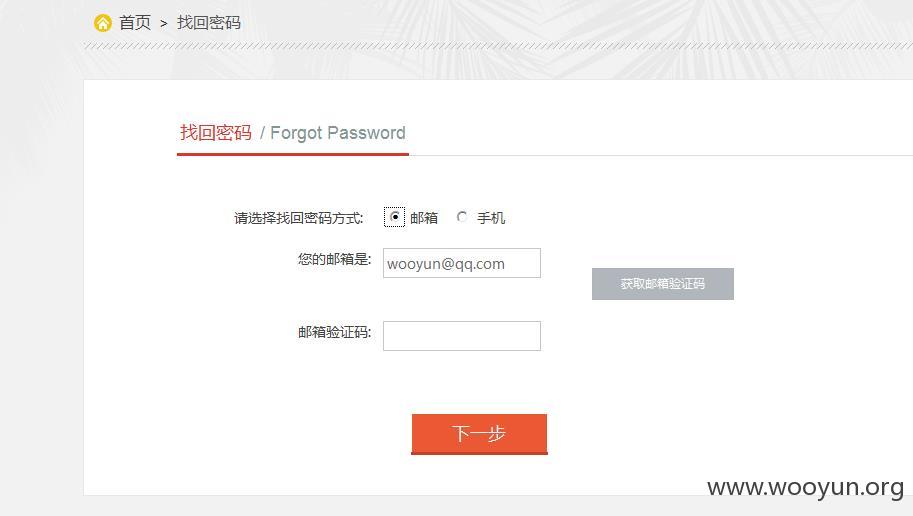 首页 > 找回密码
找回密码 / Forgot Password
请选择找回密码方式: 邮箱 手机
您的邮箱是: wooyun@qq.com
获取邮箱验证码
邮箱验证码:
下一步
www.wooyun.org